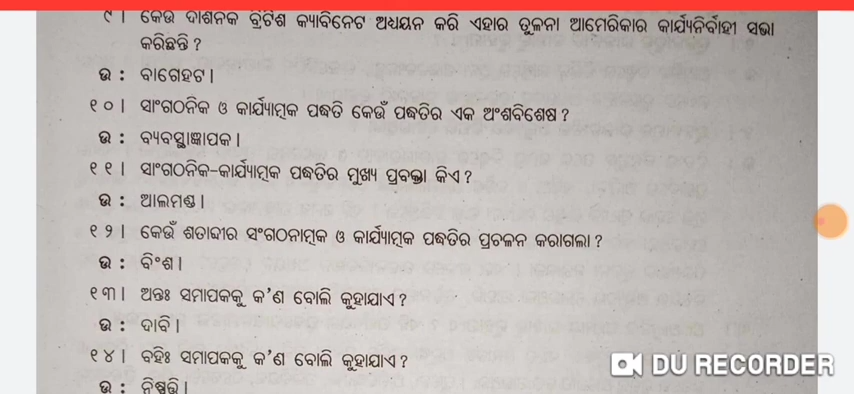 ୯। କେଉଁ ଦାର୍ଶନିକ ବ୍ରିଟିଶ କ୍ୟାବିନେଟ ଅଧ୍ୟୟନ କରି ଏହାର ତୁଳନା ଆମେରିକାର କାର୍ଯ୍ୟନିର୍ବାହୀ ସଭା
କରିଛନ୍ତି ?
ଉ : ବାଗେହଟ।
୧୦। ସାଂଗଠନିକ ଓ କାର୍ଯ୍ୟାତ୍ମକ ପଦ୍ଧତି କେଉଁ ପଦ୍ଧତିର ଏକ ଅଂଶବିଶେଷ ?
ଉ : ବ୍ୟବସ୍ଥାଜ୍ଞାପକ।
୧୧। ସାଂଗଠନିକ-କାର୍ଯ୍ୟାତ୍ମକ ପଦ୍ଧତିର ମୁଖ୍ୟ ପ୍ରବକ୍ତା କିଏ ?
ଉ : ଆଲମଣ୍ଡ।
୧୨। କେଉଁ ଶତାବ୍ଦୀର ସଂଗଠନାତ୍ମକ ଓ କାର୍ଯ୍ୟାତ୍ମକ ପଦ୍ଧତିର ପ୍ରଚଳନ କରାଗଲା ?
ଉ : ବିଂଶ।
୧୩। ଅନ୍ତଃ ସମାପକକୁ କ'ଣ ବୋଲି କୁହାଯାଏ ?
ଉ : ଦାବି।
୧୪। ବହିଃ ସମାପକକୁ କ'ଣ ବୋଲି କୁହାଯାଏ ?
ଉ : ନିଷ୍ପତ୍ତି।
DU RECORDER